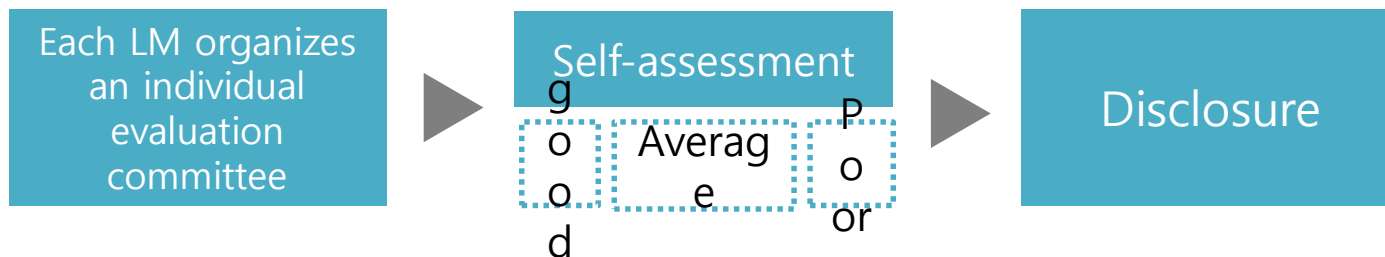 Each LM organizes
an individual
evaluation
committee
Self-assessment
g
o
o
d
Averag
e
P
o
or
Disclosure